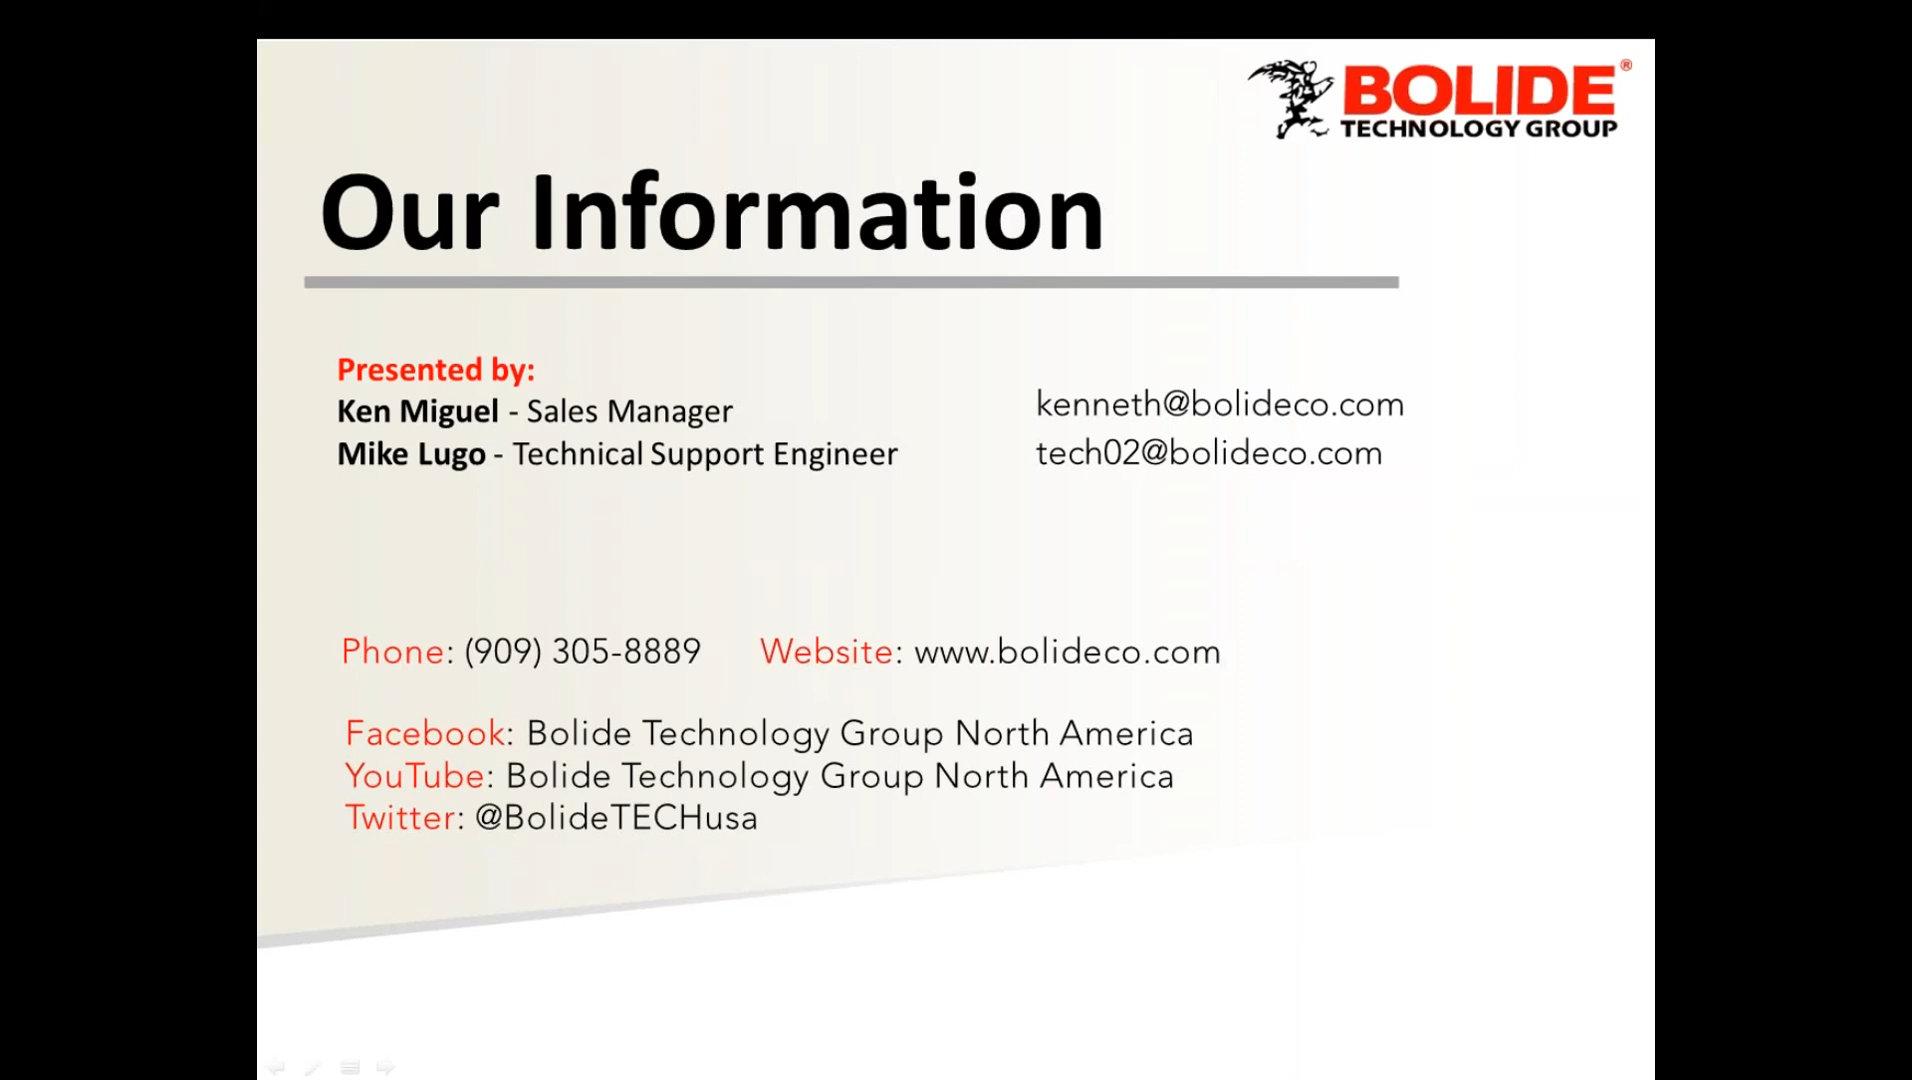 BOLIDE®
TECHNOLOGY GROUP
Our Information
Presented by:
Ken Miguel - Sales Manager kenneth@bolideco.com
Mike Lugo - Technical Support Engineer tech02@bolideco.com
Phone: (909) 305-8889 Website: www.bolideco.com
Facebook: Bolide Technology Group North America
YouTube: Bolide Technology Group North America
Twitter: @BolideTECHusa